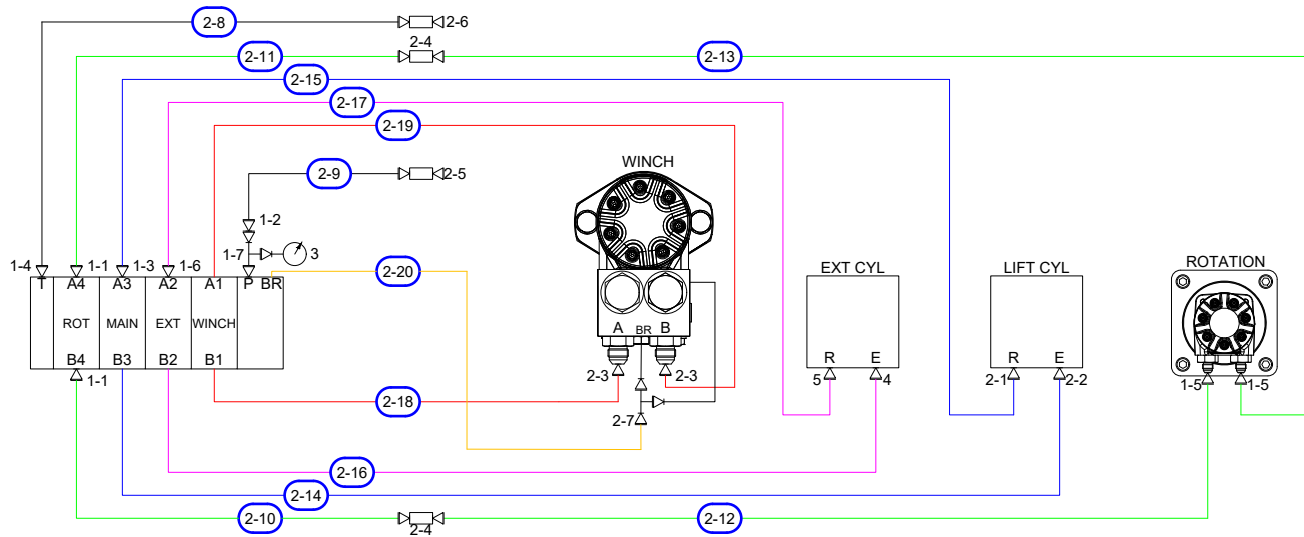 2-8
2-6
2-11
2-4
2-13
2-15
2-17
2-19
WINCH
2-9
2-5
1-2
1-7
3
1-4
1-1
1-3
1-6
2-20
EXT CYL
LIFT CYL
ROTATION
T
A4
A3
A2
A1
P
BR
ROT
MAIN
EXT
WINCH
A
BR
B
B4
B3
B2
B1
R
E
R
E
1-1
2-3
2-3
5
4
2-1
2-2
1-5
1-5
2-18
2-7
2-16
2-14
2-10
2-4
2-12